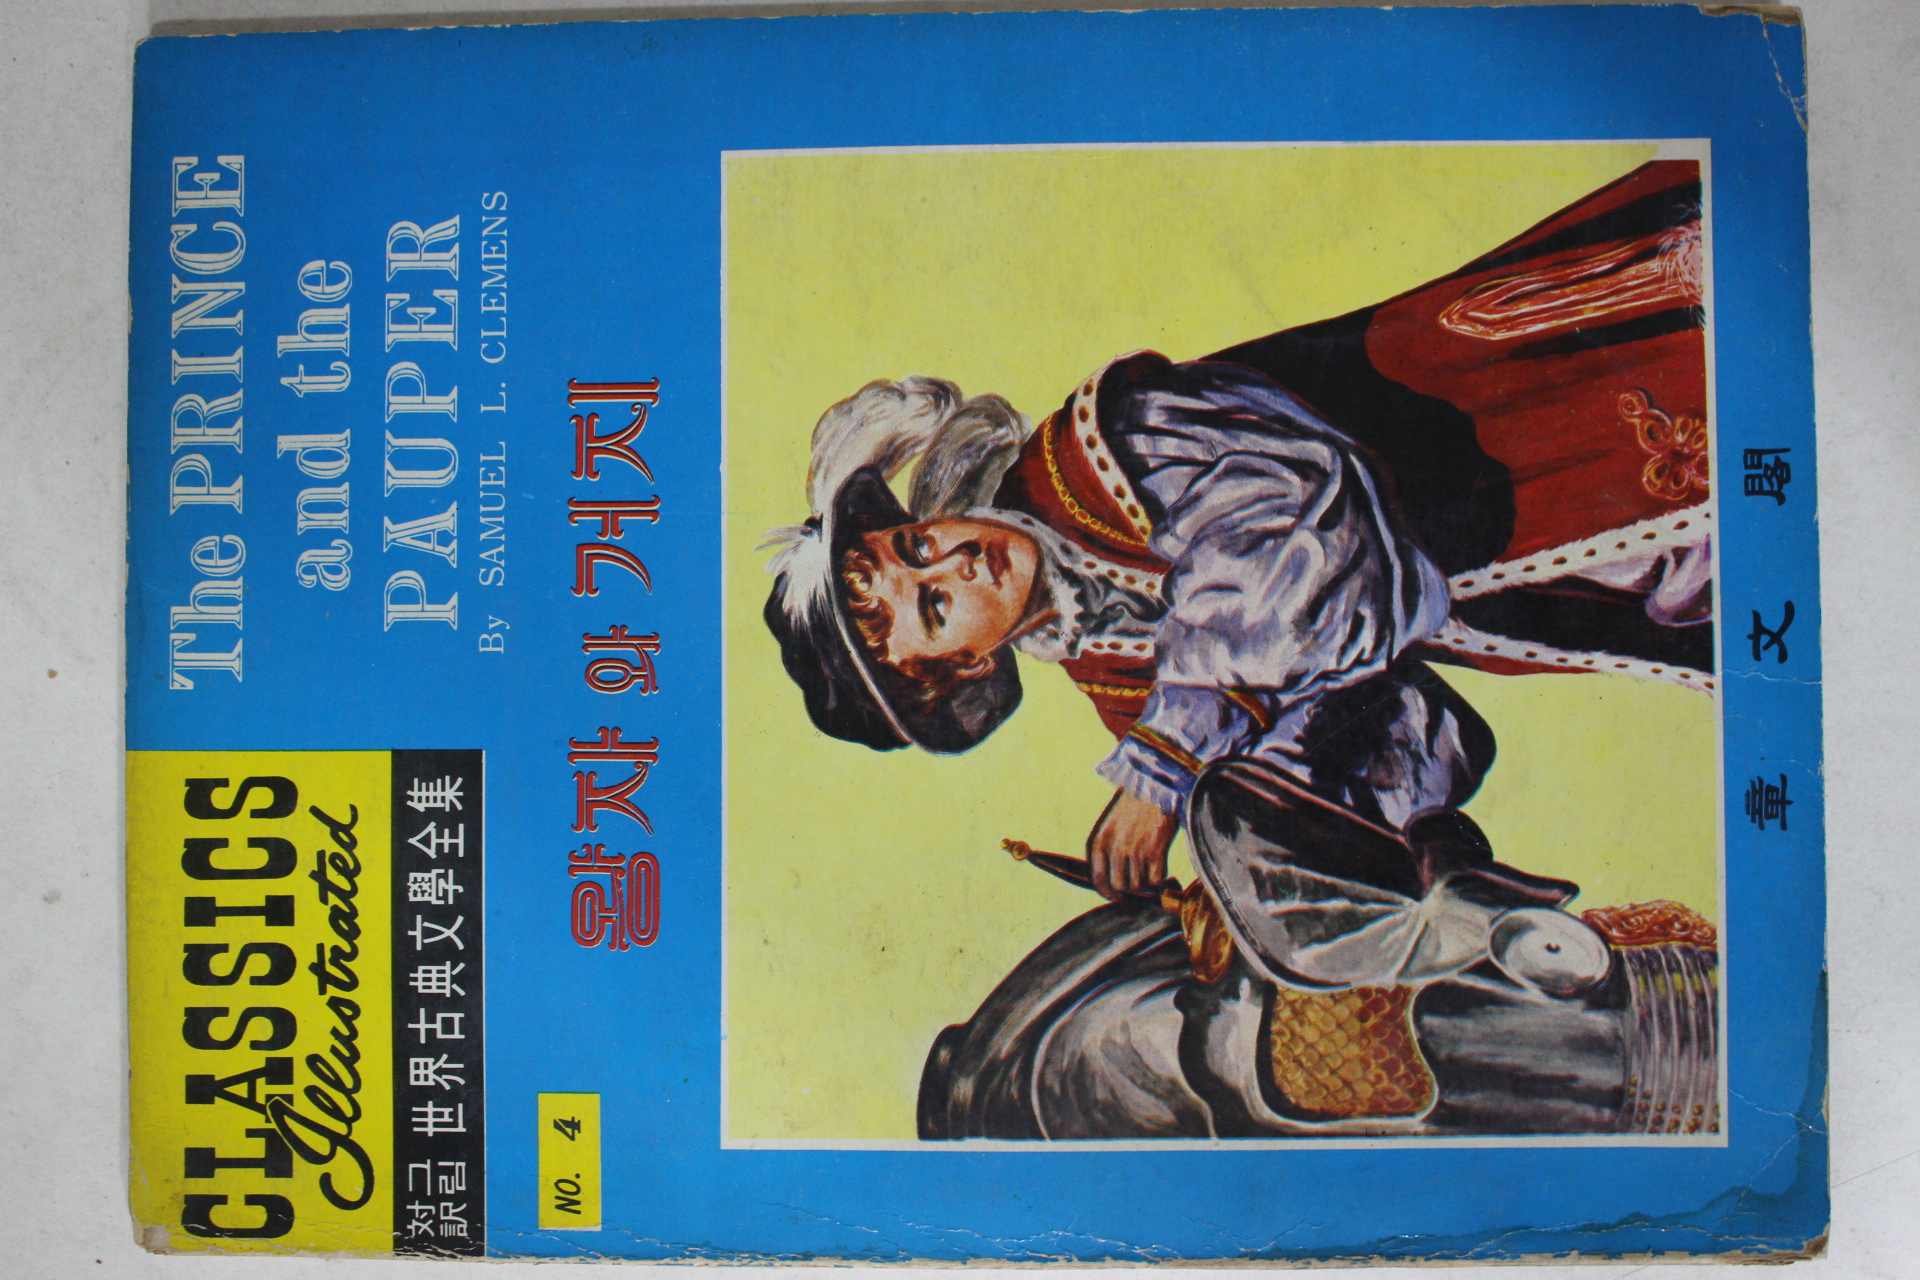 CLASSICS
Illustrated
対訳 그림 世界古典文學全集
The PRINCE
and the
PAUPER
By SAMUEL L. CLEMENS
NO. 4
왕자 와 거지
童 文 閣